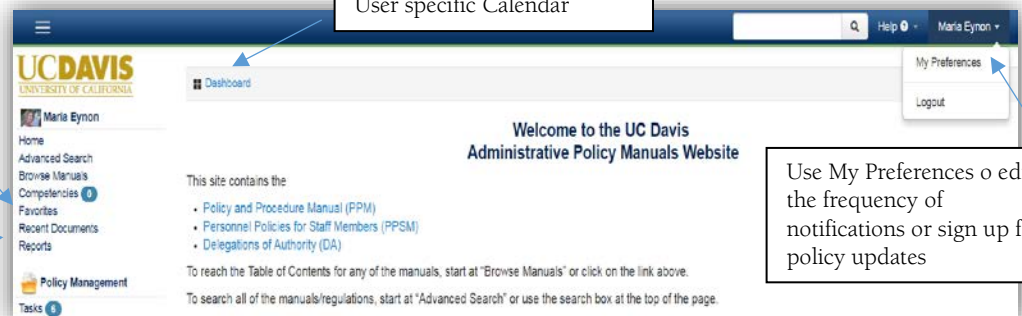 User specific Calendar
Help
Maria Eynon
My Preferences
Logout
UCDAVIS
UNIVERSITY OF CALIFORNIA
Dashboard
Maria Eynon
Home
Advanced Search
Browse Manuals
Competencies 0
Favorites
Recent Documents
Reports
Policy Management
Tasks 6
Welcome to the UC Davis
Administrative Policy Manuals Website
This site contains the
• Policy and Procedure Manual (PPM)
• Personnel Policies for Staff Members (PPSM)
• Delegations of Authority (DA)
To reach the Table of Contents for any of the manuals, start at "Browse Manuals" or click on the link above.
To search all of the manuals/regulations, start at "Advanced Search" or use the search box at the top of the page.
Use My Preferences o ed
the frequency of
notifications or sign up f
policy updates